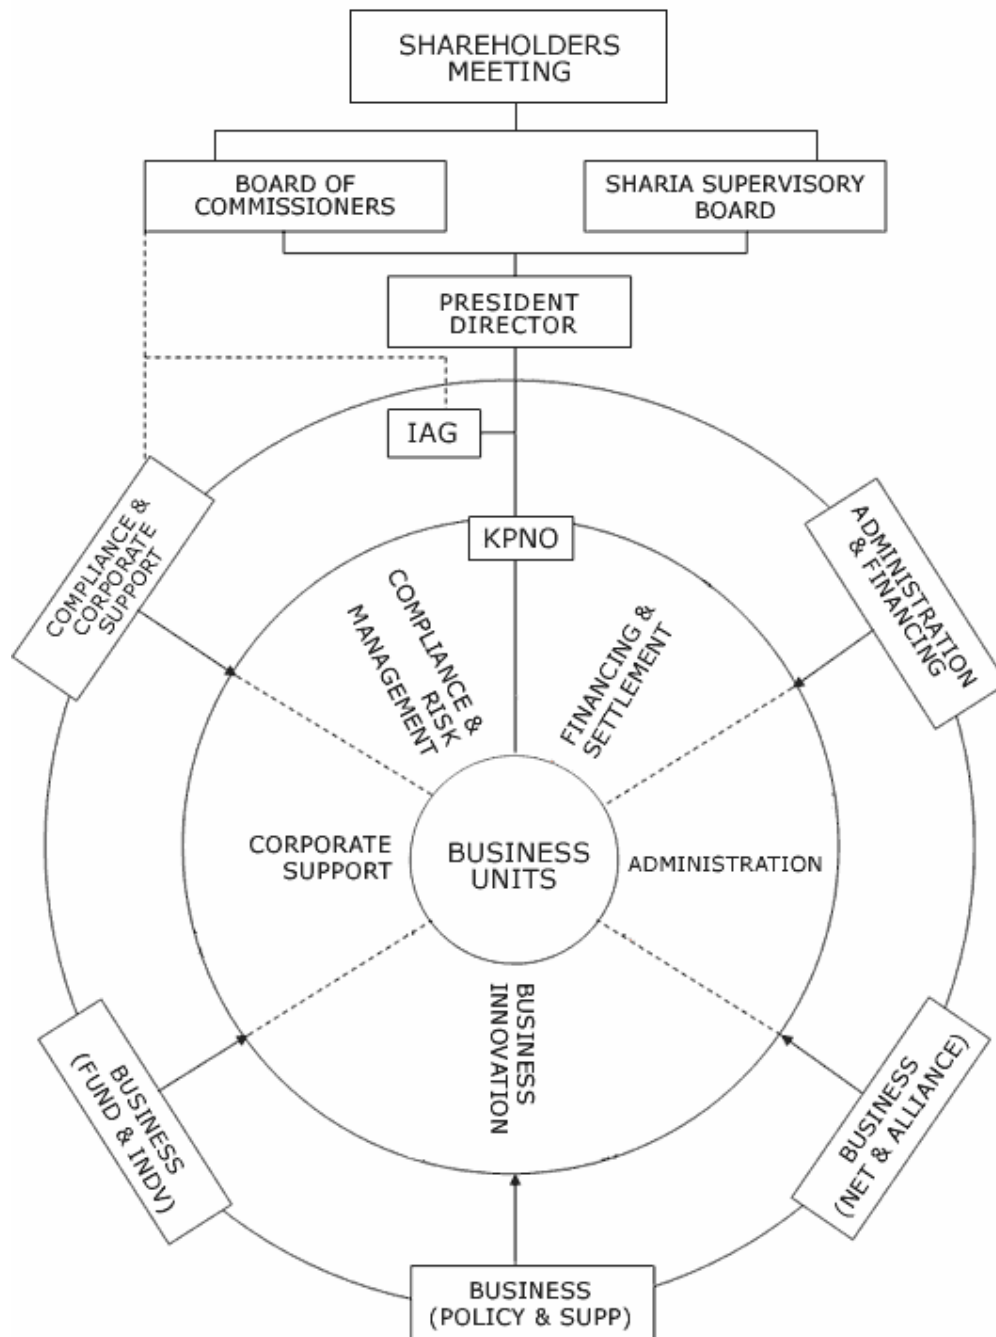 SHAREHOLDERS
MEETING
BOARD OF
COMMISSIONERS
SHARIA SUPERVISORY
BOARD
PRESIDENT
DIRECTOR
IAG
KPNO
COMPLIANCE &
CORPORATE
SUPPORT
ADMINISTRATION
& FINANCING
COMPLIANCE &
RISK
MANAGEMENT
FINANCING &
SETTLEMENT
CORPORATE
SUPPORT
BUSINESS
UNITS
ADMINISTRATION
BUSINESS
INNOVATION
BUSINESS
(FUND & INDV)
BUSINESS
(NET & ALLIANCE)
BUSINESS
(POLICY & SUPP)